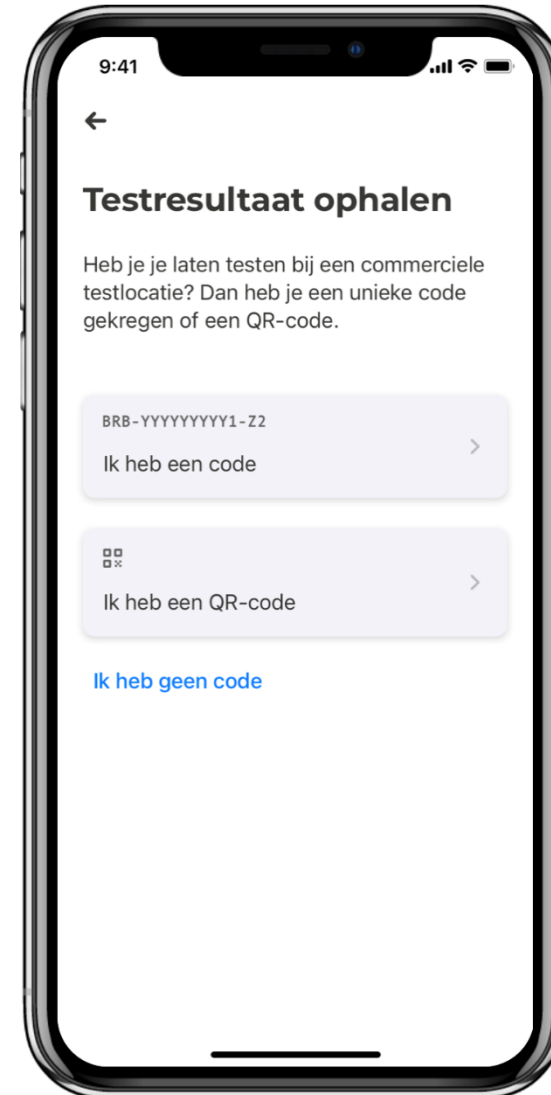 9:41
Testresultaat ophalen
Heb je je laten testen bij een commerciele
testlocatie? Dan heb je een unieke code
gekregen of een QR-code.
BRB-YYYYYYYYY1-Z2
Ik heb een code
Ik heb een QR-code
Ik heb geen code